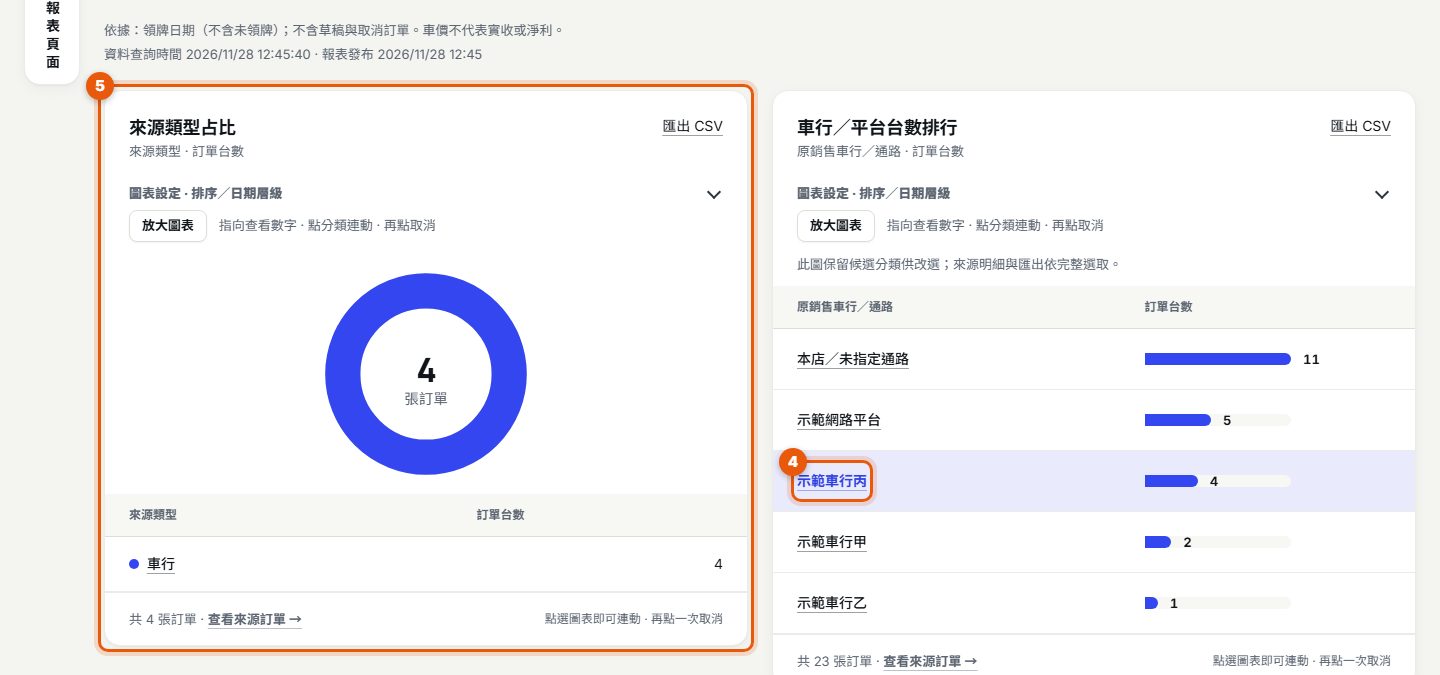 報表頁面
依據：領牌日期（不含未領牌）；不含草稿與取消訂單。車價不代表實收或淨利。
資料查詢時間 2026/11/28 12:45:40 · 報表發布 2026/11/28 12:45
5
來源類型占比
匯出 CSV
來源類型 · 訂單台數
圖表設定 · 排序／日期層級
放大圖表
指向查看數字 · 點分類連動 · 再點取消
4
張訂單
來源類型
訂單台數
車行
4
共 4 張訂單 · 查看來源訂單 →
點選圖表即可連動 · 再點一次取消
車行／平台台數排行
匯出 CSV
原銷售車行／通路 · 訂單台數
圖表設定 · 排序／日期層級
放大圖表
指向查看數字 · 點分類連動 · 再點取消
此圖保留候選分類供改選；來源明細與匯出依完整選取。
原銷售車行／通路
訂單台數
本店／未指定通路
11
示範網路平台
5
4
示範車行丙
4
示範車行甲
2
示範車行乙
1
共 23 張訂單 · 查看來源訂單 →
點選圖表即可連動 · 再點一次取消